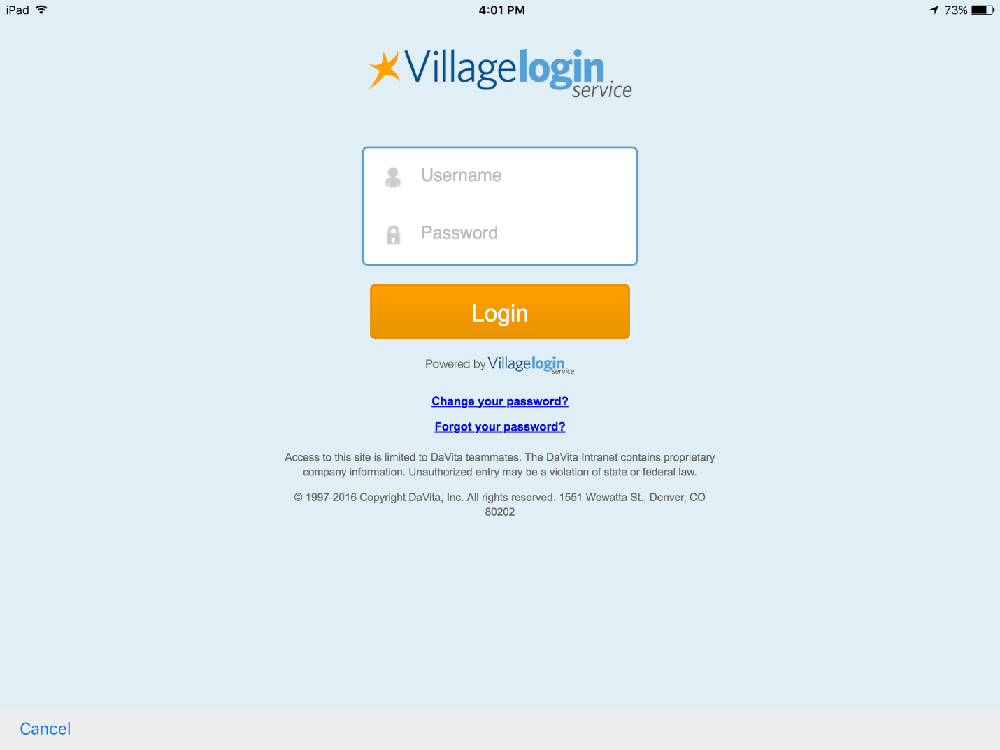 iPad
4:01 PM
73%
Villagelogin
service
Username
Password
Login
Powered by Villagelogin
service
Change your password?
Forgot your password?
Access to this site is limited to DaVita teammates. The DaVita Intranet contains proprietary
company information. Unauthorized entry may be a violation of state or federal law.
© 1997-2016 Copyright DaVita, Inc. All rights reserved. 1551 Wewatta St., Denver, CO
80202
Cancel